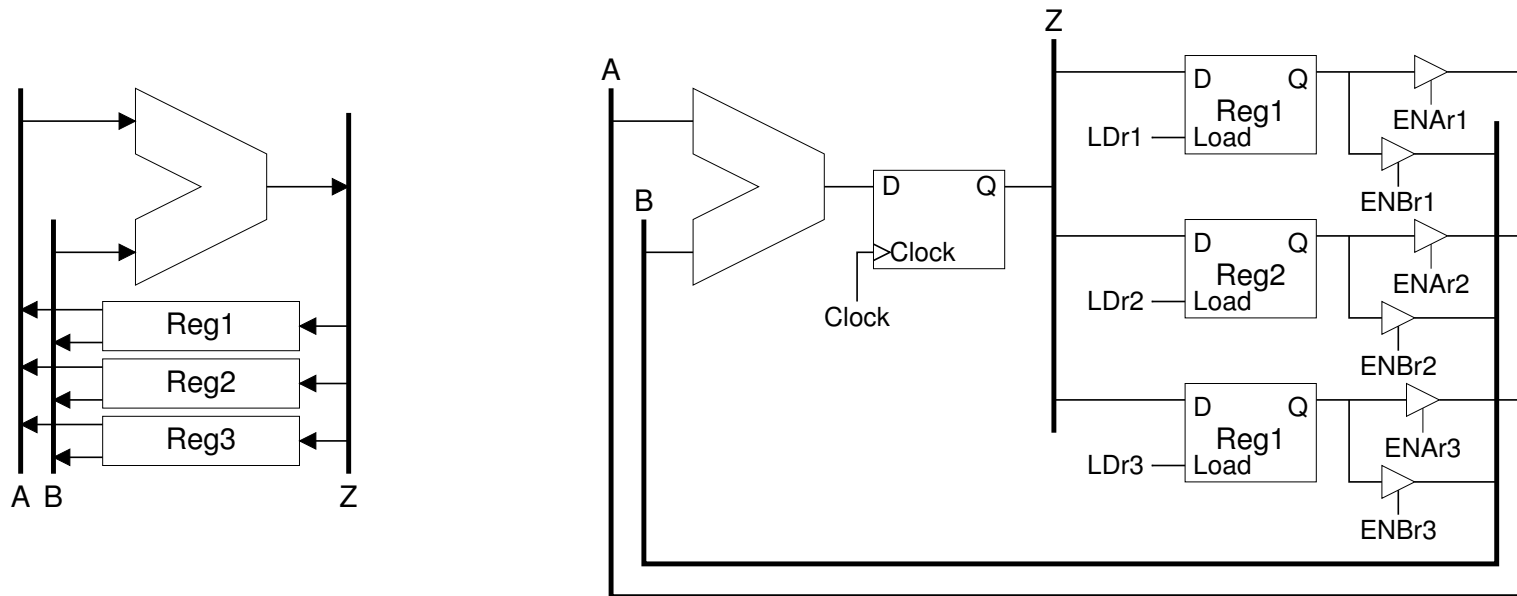 Reg1
Reg2
Reg3
A B Z
A
B
D Q
Clock
Clock
Z
D Q
Reg1
LDr1 Load
ENAr1
ENBr1
D Q
Reg2
LDr2 Load
ENAr2
ENBr2
D Q
Reg1
LDr3 Load
ENAr3
ENBr3